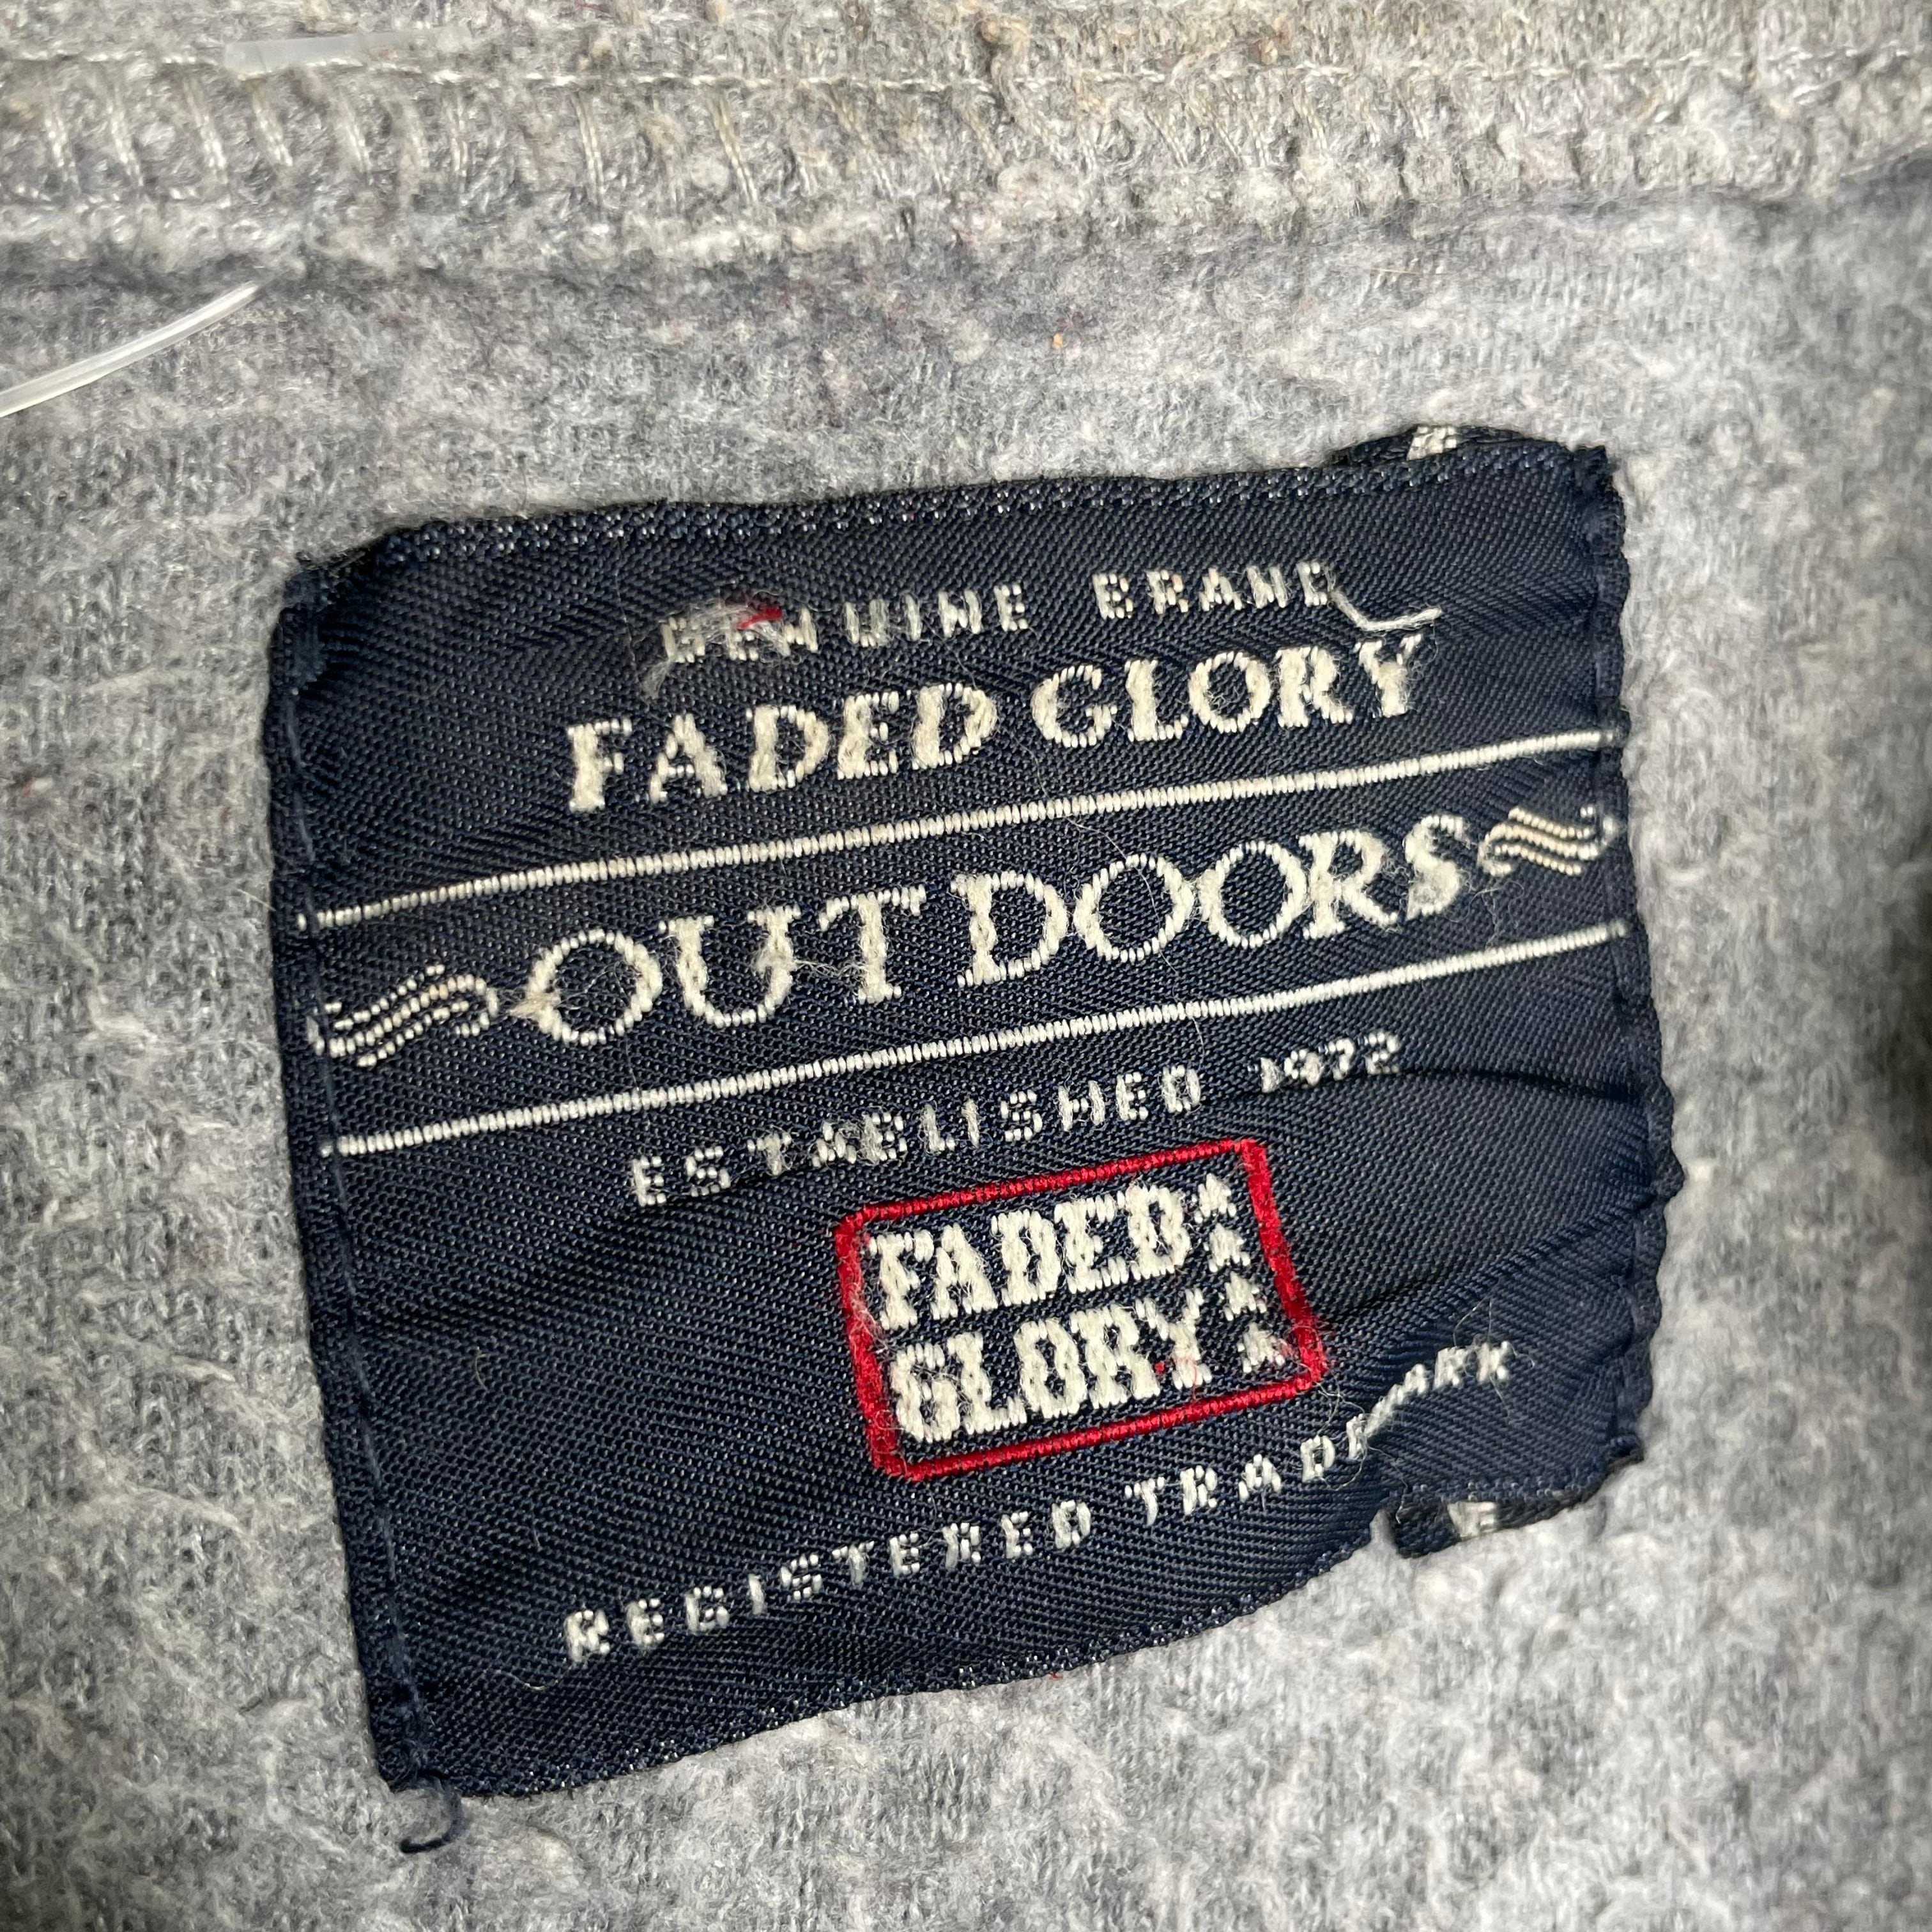 GENUINE BRAND
FADED GLORY
OUTDOORS
ESTABLISHED 1972
FADED
GLORY
REGISTERED TRADEMARK